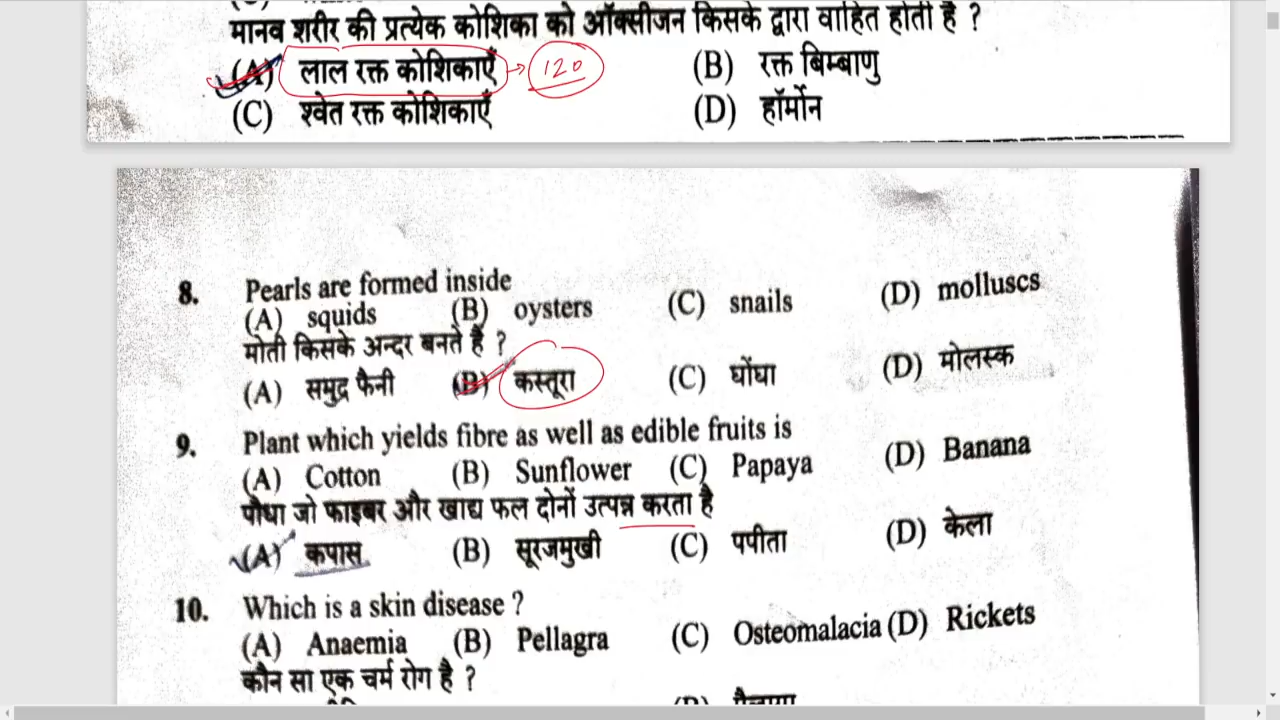 मानव शरीर की प्रत्येक कोशिका को ऑक्सीजन किसके द्वारा वाहित होती है ?
(A) लाल रक्त कोशिकाएँ → 120 (B) रक्त बिम्बाणु
(C) श्वेत रक्त कोशिकाएँ (D) हॉर्मोन
8. Pearls are formed inside
(A) squids (B) oysters (C) snails (D) molluscs
मोती किसके अन्दर बनते हैं ?
(A) समुद्र फैनी (B) कस्तूरा (C) घोंघा (D) मोलस्क
9. Plant which yields fibre as well as edible fruits is
(A) Cotton (B) Sunflower (C) Papaya (D) Banana
पौधा जो फाइबर और खाद्य फल दोनों उत्पन्न करता है
(A) कपास (B) सूरजमुखी (C) पपीता (D) केला
10. Which is a skin disease ?
(A) Anaemia (B) Pellagra (C) Osteomalacia (D) Rickets
कौन सा एक चर्म रोग है ?